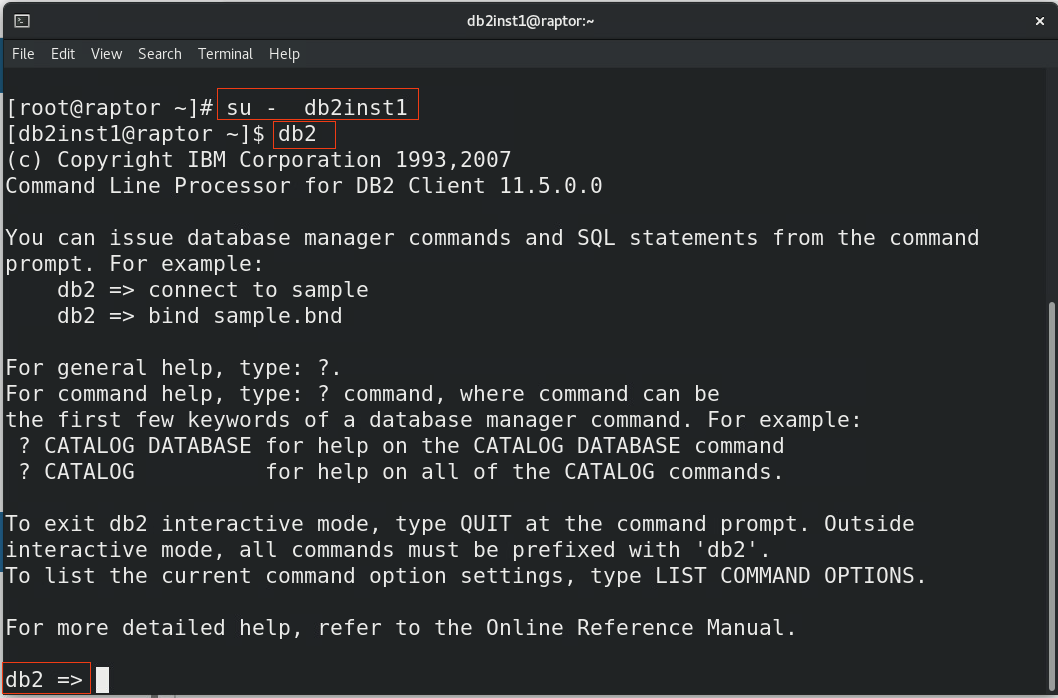 db2inst1@raptor:~
File Edit View Search Terminal Help
[root@raptor ~]# su -  db2inst1
[db2inst1@raptor ~]$ db2
(c) Copyright IBM Corporation 1993,2007
Command Line Processor for DB2 Client 11.5.0.0
You can issue database manager commands and SQL statements from the command
prompt. For example:
    db2 => connect to sample
    db2 => bind sample.bnd
For general help, type: ?.
For command help, type: ? command, where command can be
the first few keywords of a database manager command. For example:
 ? CATALOG DATABASE for help on the CATALOG DATABASE command
 ? CATALOG          for help on all of the CATALOG commands.
To exit db2 interactive mode, type QUIT at the command prompt. Outside
interactive mode, all commands must be prefixed with 'db2'.
To list the current command option settings, type LIST COMMAND OPTIONS.
For more detailed help, refer to the Online Reference Manual.
db2 =>